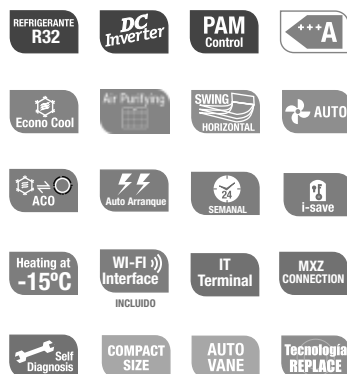 REFRIGERANTE
R32
DC
Inverter
PAM
Control
+++A
Econo Cool
Air Purifying
SWING
HORIZONTAL
AUTO
ACO
Auto Arranque
24
SEMANAL
i-save
Heating at
-15ºC
WI-FI
Interface
INCLUIDO
IT
Terminal
MXZ
CONNECTION
Self
Diagnosis
COMPACT
SIZE
AUTO
VANE
Tecnología
REPLACE